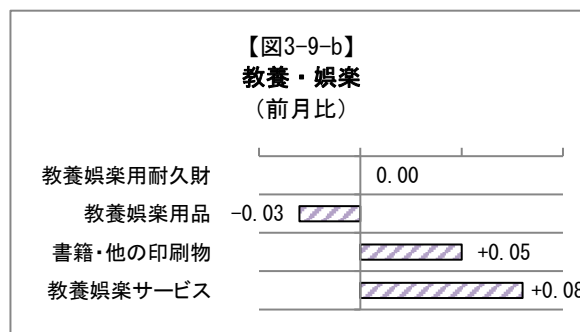 【図3-9-b】
教養・娯楽
（前月比）
教養娯楽用耐久財 0.00
教養娯楽用品 -0.03
書籍・他の印刷物 +0.05
教養娯楽サービス +0.08